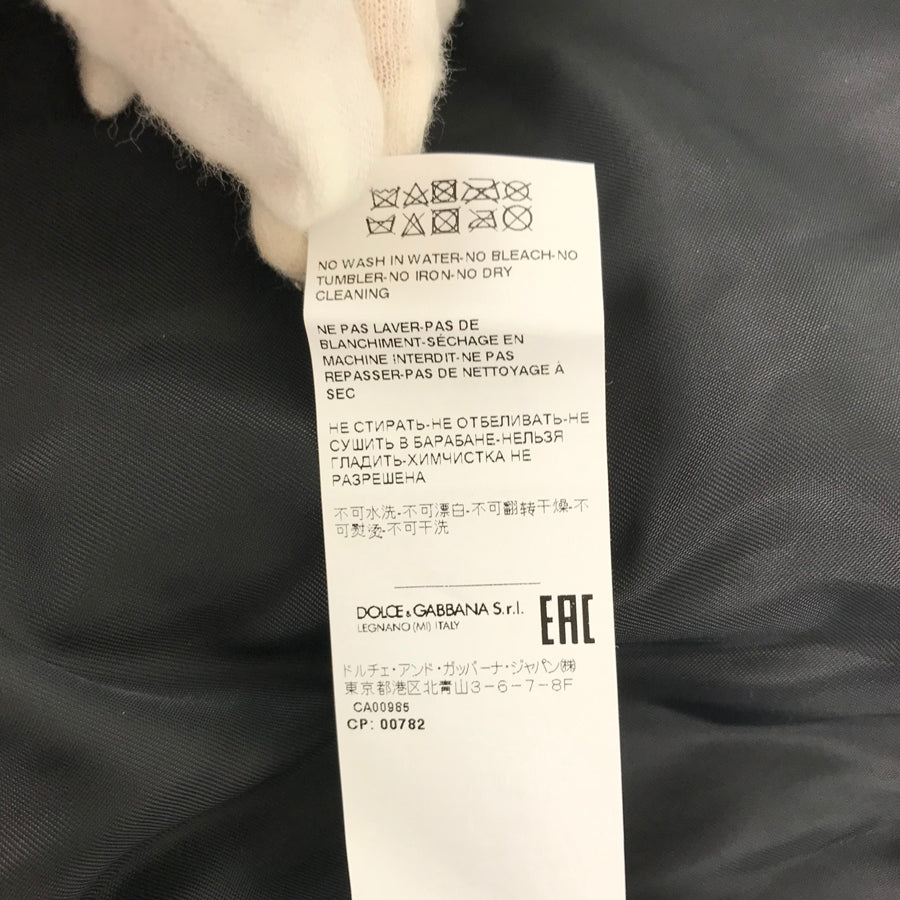 NO WASH IN WATER-NO BLEACH-NO
TUMBLER-NO IRON-NO DRY
CLEANING
NE PAS LAVER-PAS DE
BLANCHIMENT-SÉCHAGE EN
MACHINE INTERDIT-NE PAS
REPASSER-PAS DE NETTOYAGE À
SEC
НЕ СТИРАТЬ-НЕ ОТБЕЛИВАТЬ-НЕ
СУШИТЬ В БАРАБАНЕ-НЕЛЬЗЯ
ГЛАДИТЬ-ХИМЧИСТКА НЕ
РАЗРЕШЕНА
不可水洗-不可漂白-不可翻转干燥-不
可熨烫-不可干洗
DOLCE & GABBANA S.r.l.
LEGNANO (MI) ITALY
EAC
ドルチェ・アンド・ガッバーナ・ジャパン㈱
東京都港区北青山3-6-7-8F
CA00985
CP: 00782